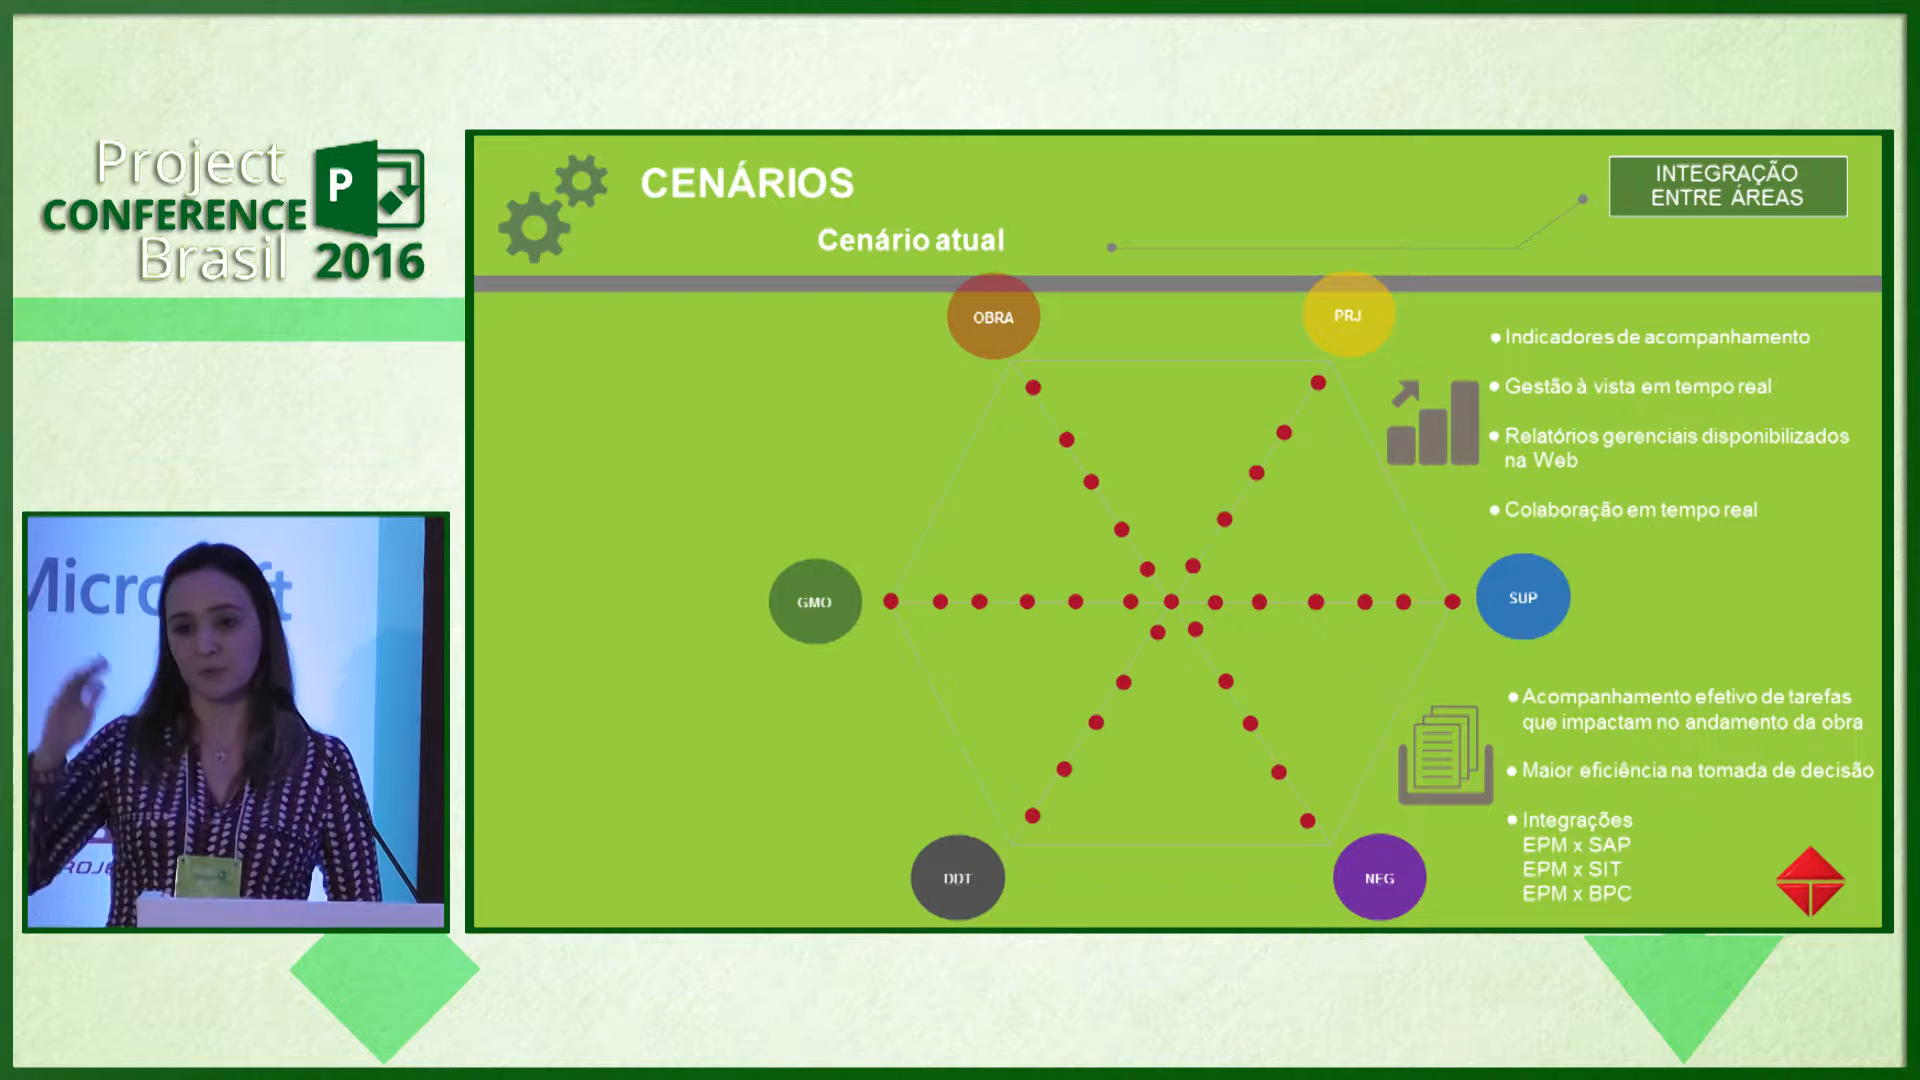 Project
CONFERENCE
Brasil
P
2016
CENÁRIOS
Cenário atual
INTEGRAÇÃO
ENTRE ÁREAS
OBRA
PRJ
GMO
SUP
DDT
NEG
● Indicadores de acompanhamento
● Gestão à vista em tempo real
● Relatórios gerenciais disponibilizados
na Web
● Colaboração em tempo real
● Acompanhamento efetivo de tarefas
que impactam no andamento da obra
● Maior eficiência na tomada de decisão
● Integrações
EPM x SAP
EPM x SIT
EPM x BPC